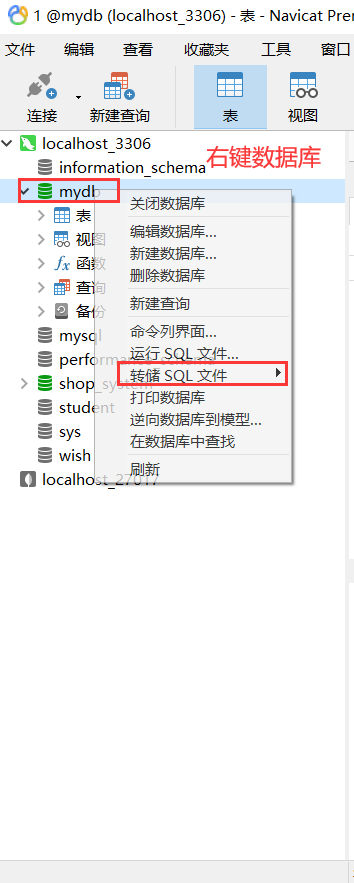 1 @mydb (localhost_3306) - 表 - Navicat Pre
文件 编辑 查看 收藏夹 工具 窗口
连接 新建查询 表 视图
localhost_3306
右键数据库
information_schema
mydb
关闭数据库
表
编辑数据库...
视图
新建数据库...
函数
删除数据库
查询
新建查询
备份
命令列界面...
mysql
运行 SQL 文件...
performance_schema
转储 SQL 文件
shop_system
打印数据库
student
逆向数据库到模型...
sys
在数据库中查找
wish
刷新
localhost_27017